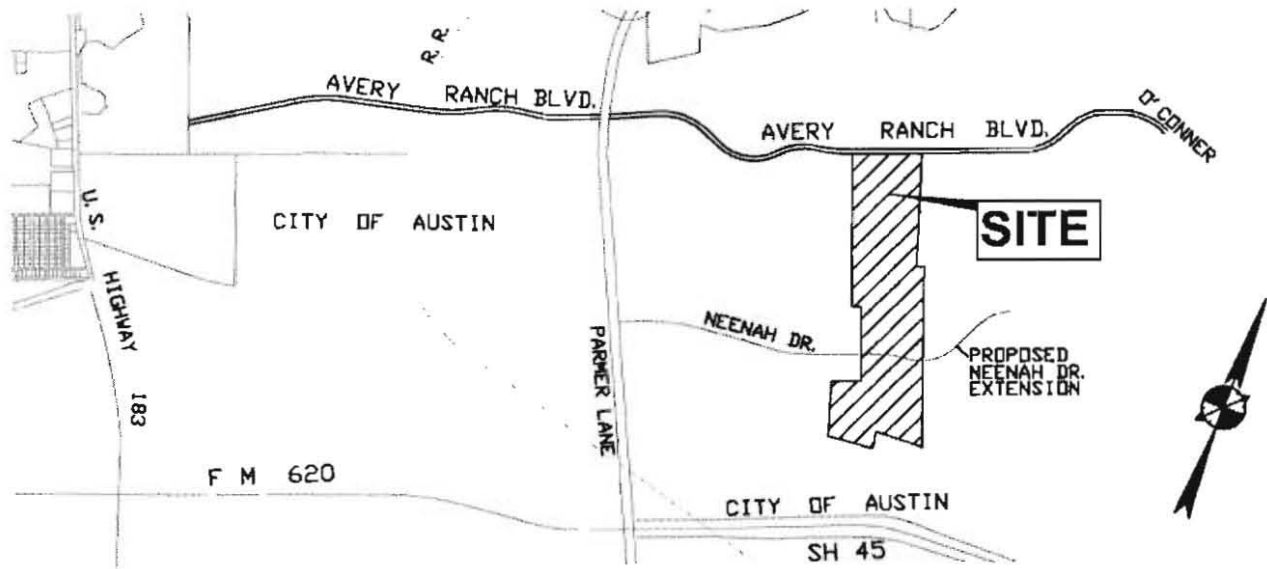 R. R.
AVERY RANCH BLVD.
AVERY RANCH BLVD.
O'CONNER
U. S.
HIGHWAY
183
CITY OF AUSTIN
SITE
NEENAH DR.
PROPOSED
NEENAH DR.
EXTENSION
PARMER LANE
F M 620
CITY OF AUSTIN
SH 45